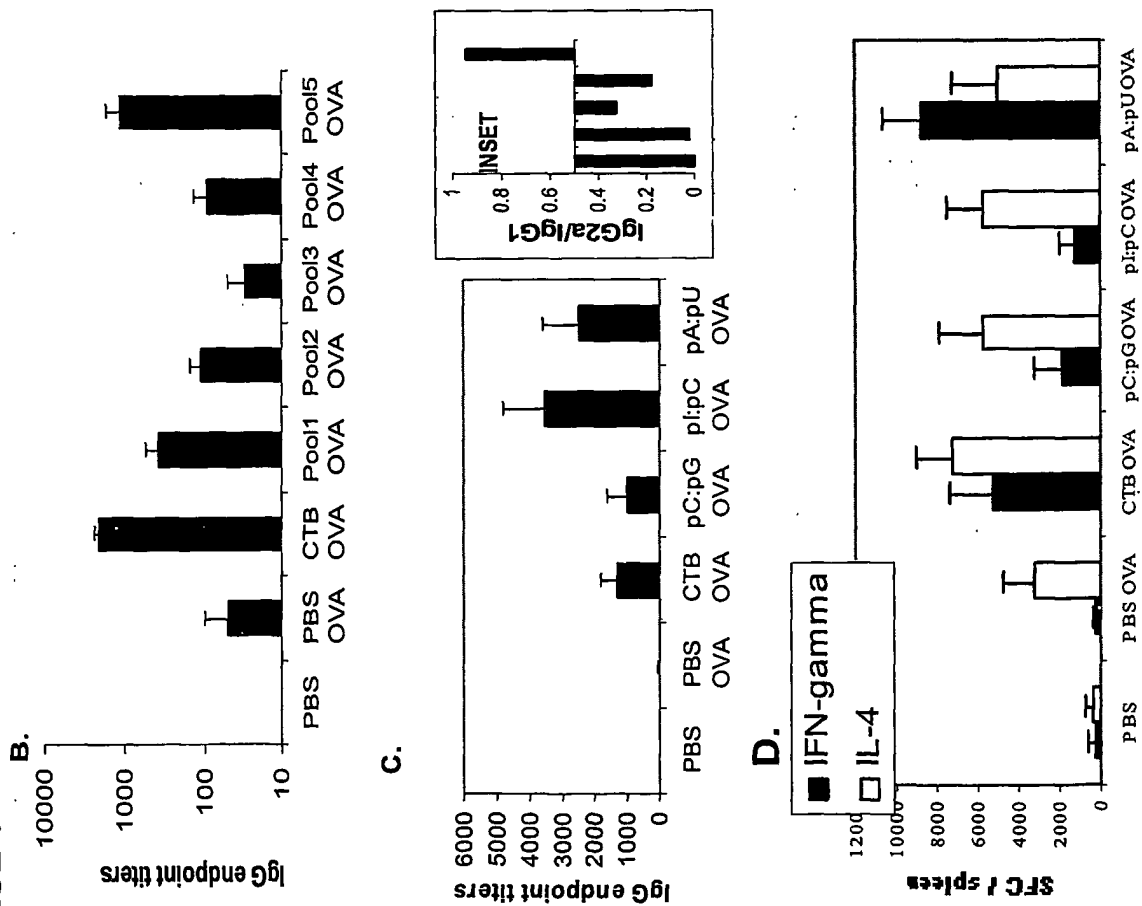 B.
10000
1000
100
10
IgG endpoint titers
PBS
PBS OVA
CTB OVA
Pool1 OVA
Pool2 OVA
Pool3 OVA
Pool4 OVA
Pool5 OVA
C.
6000
5000
4000
3000
2000
1000
0
IgG endpoint titers
PBS
PBS OVA
CTB OVA
pC:pG OVA
pI:pC OVA
pA:pU OVA
INSET
1
0.8
0.6
0.4
0.2
0
IgG2a/IgG1
D.
IFN-gamma
IL-4
1200
10000
8000
6000
4000
2000
0
SFC / spleen
PBS
PBS OVA
CTB OVA
pC:pG OVA
pI:pC OVA
pA:pU OVA